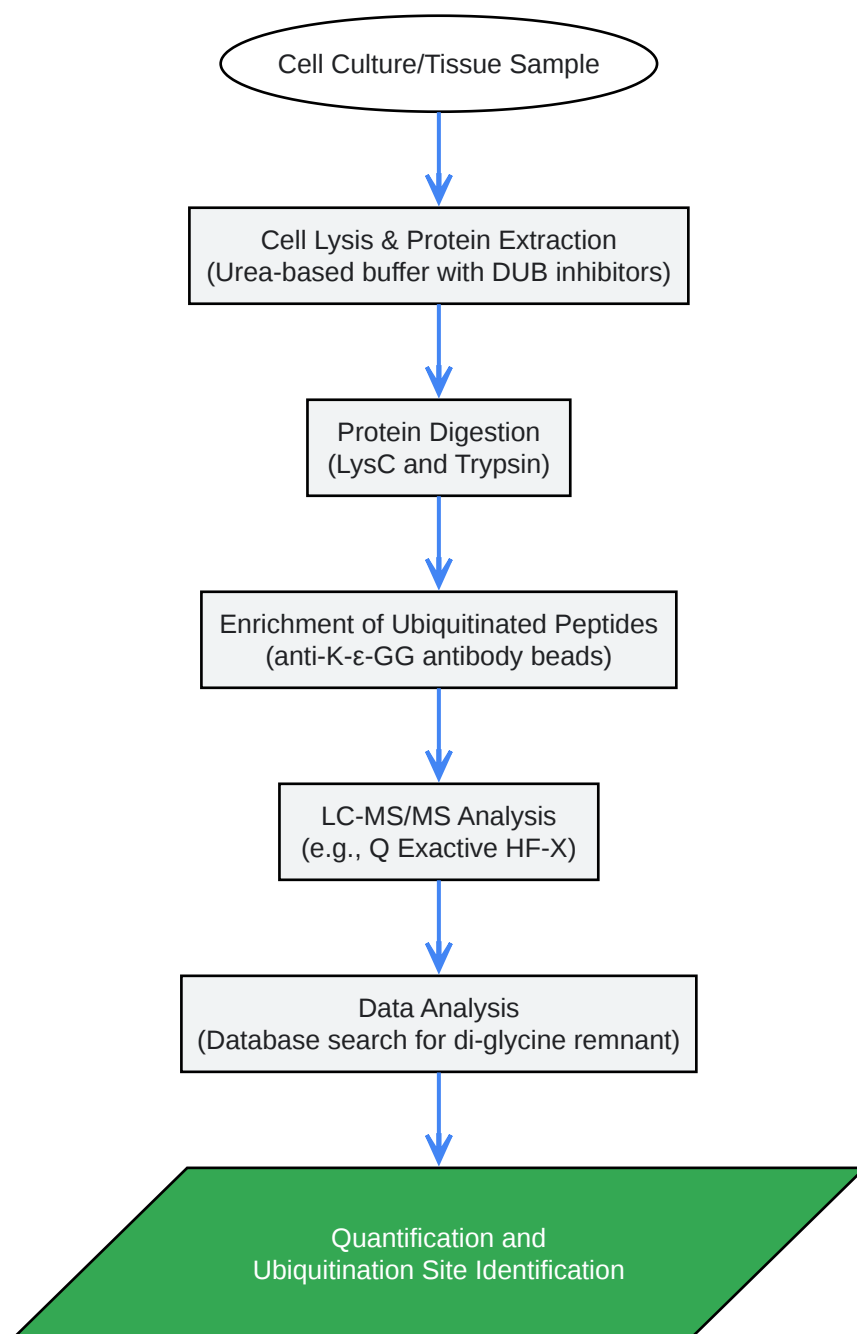 Cell Culture/Tissue Sample
Cell Lysis & Protein Extraction
(Urea-based buffer with DUB inhibitors)
Protein Digestion
(LysC and Trypsin)
Enrichment of Ubiquitinated Peptides
(anti-K-ε-GG antibody beads)
LC-MS/MS Analysis
(e.g., Q Exactive HF-X)
Data Analysis
(Database search for di-glycine remnant)
Quantification and
Ubiquitination Site Identification